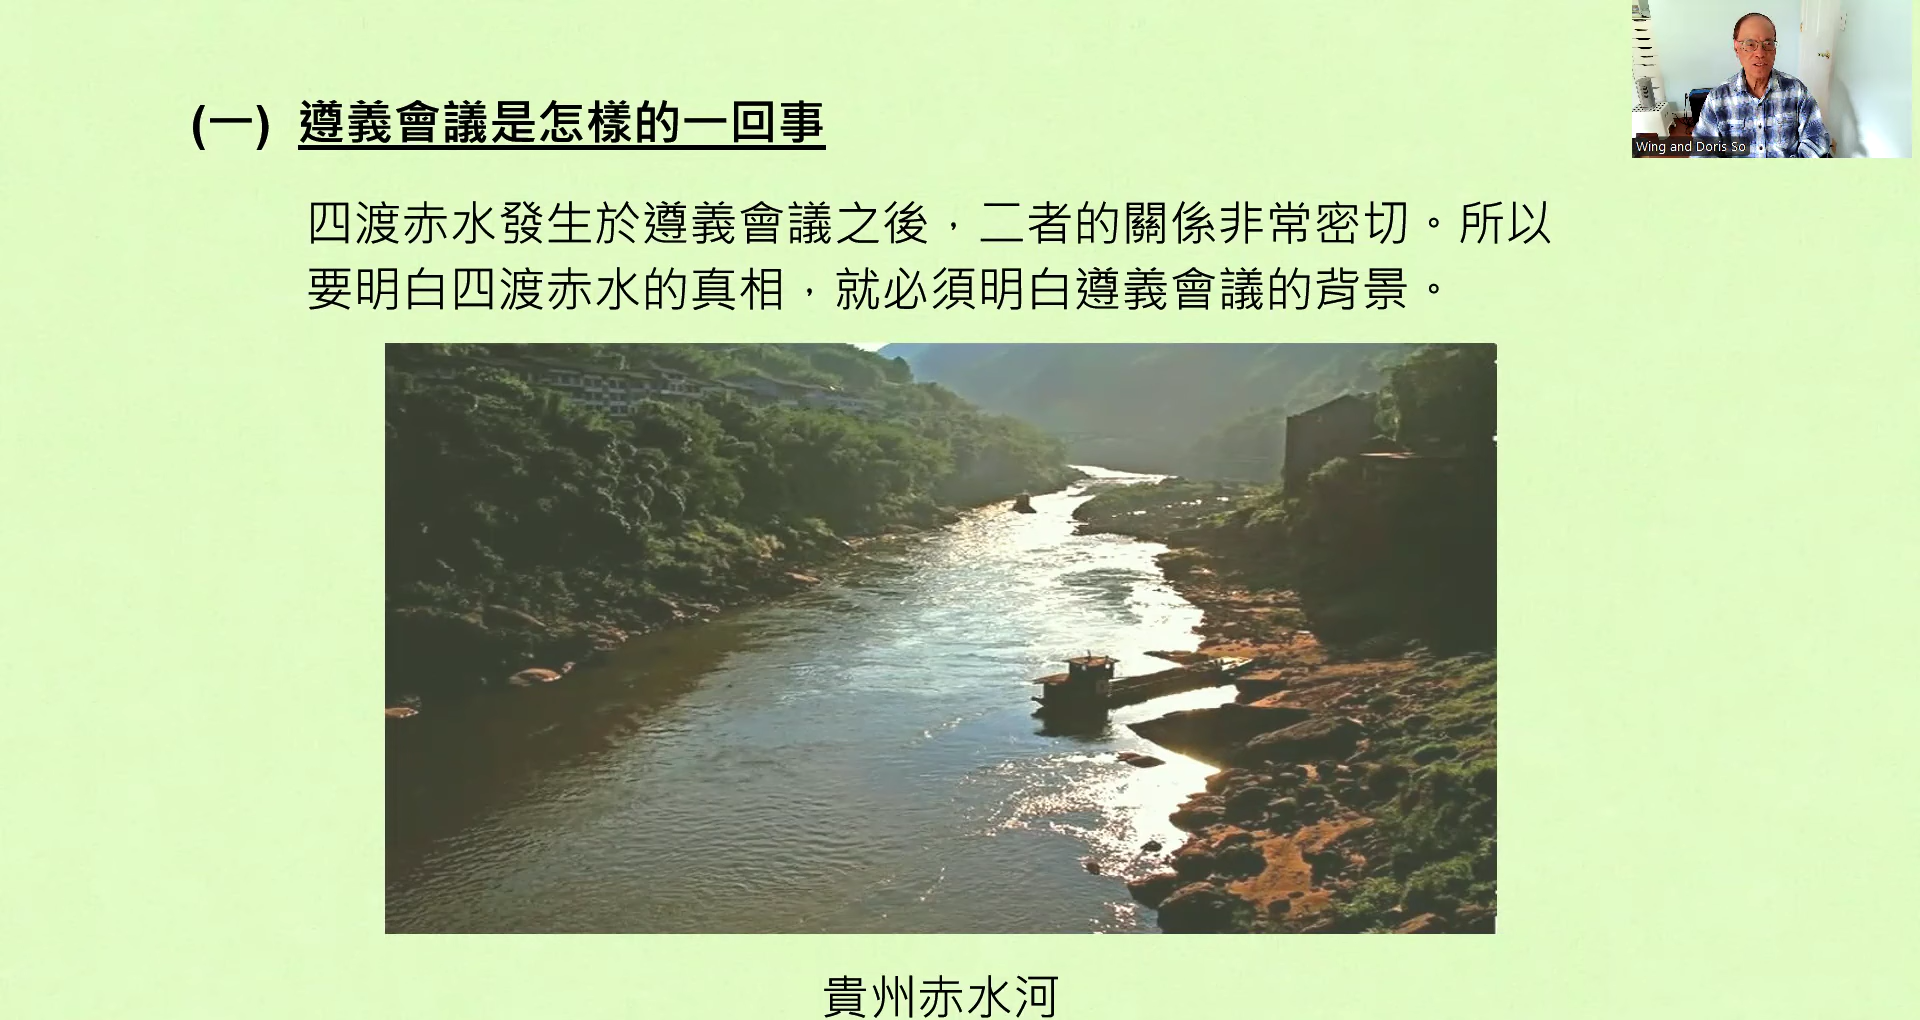 (一) 遵義會議是怎樣的一回事
Wing and Doris So
四渡赤水發生於遵義會議之後，二者的關係非常密切。所以
要明白四渡赤水的真相，就必須明白遵義會議的背景。
貴州赤水河